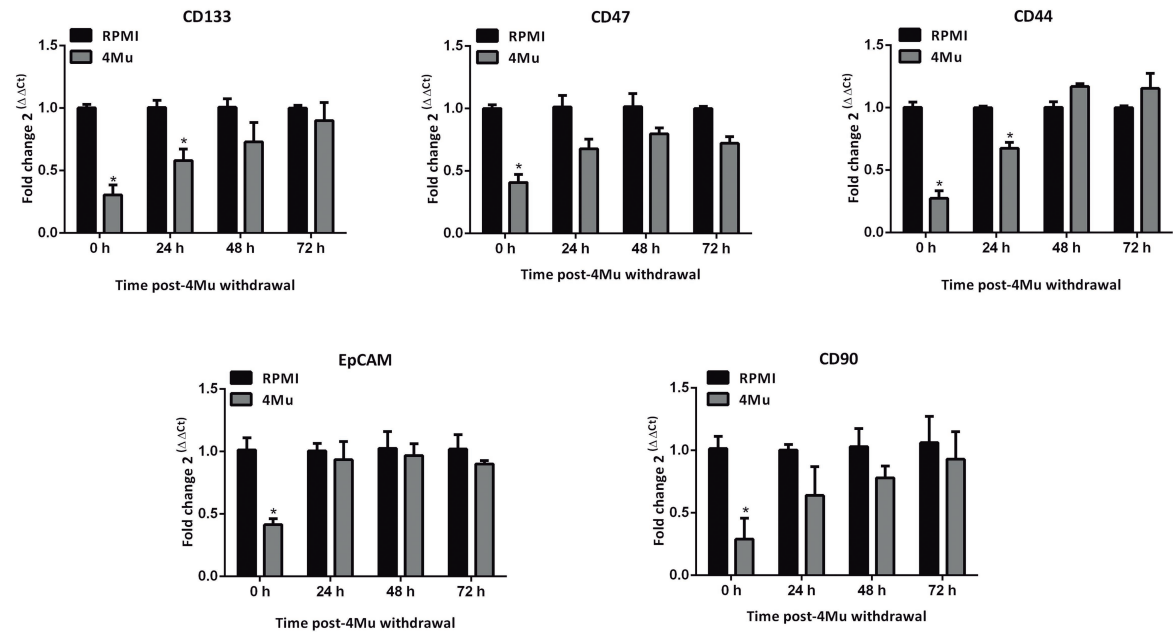 CD133
RPMI
4Mu
Fold change 2 (ΔΔCt)
1.5
1.0
0.5
0.0
*
*
0 h 24 h 48 h 72 h
Time post-4Mu withdrawal
CD47
RPMI
4Mu
Fold change 2 (ΔΔCt)
1.5
1.0
0.5
0.0
*
0 h 24 h 48 h 72 h
Time post-4Mu withdrawal
CD44
RPMI
4Mu
Fold change 2 (ΔΔCt)
1.5
1.0
0.5
0.0
*
*
0 h 24 h 48 h 72 h
Time post-4Mu withdrawal
EpCAM
RPMI
4Mu
Fold change 2 (ΔΔCt)
1.5
1.0
0.5
0.0
*
0 h 24 h 48 h 72 h
Time post-4Mu withdrawal
CD90
RPMI
4Mu
Fold change 2 (ΔΔCt)
1.5
1.0
0.5
0.0
*
0 h 24 h 48 h 72 h
Time post-4Mu withdrawal